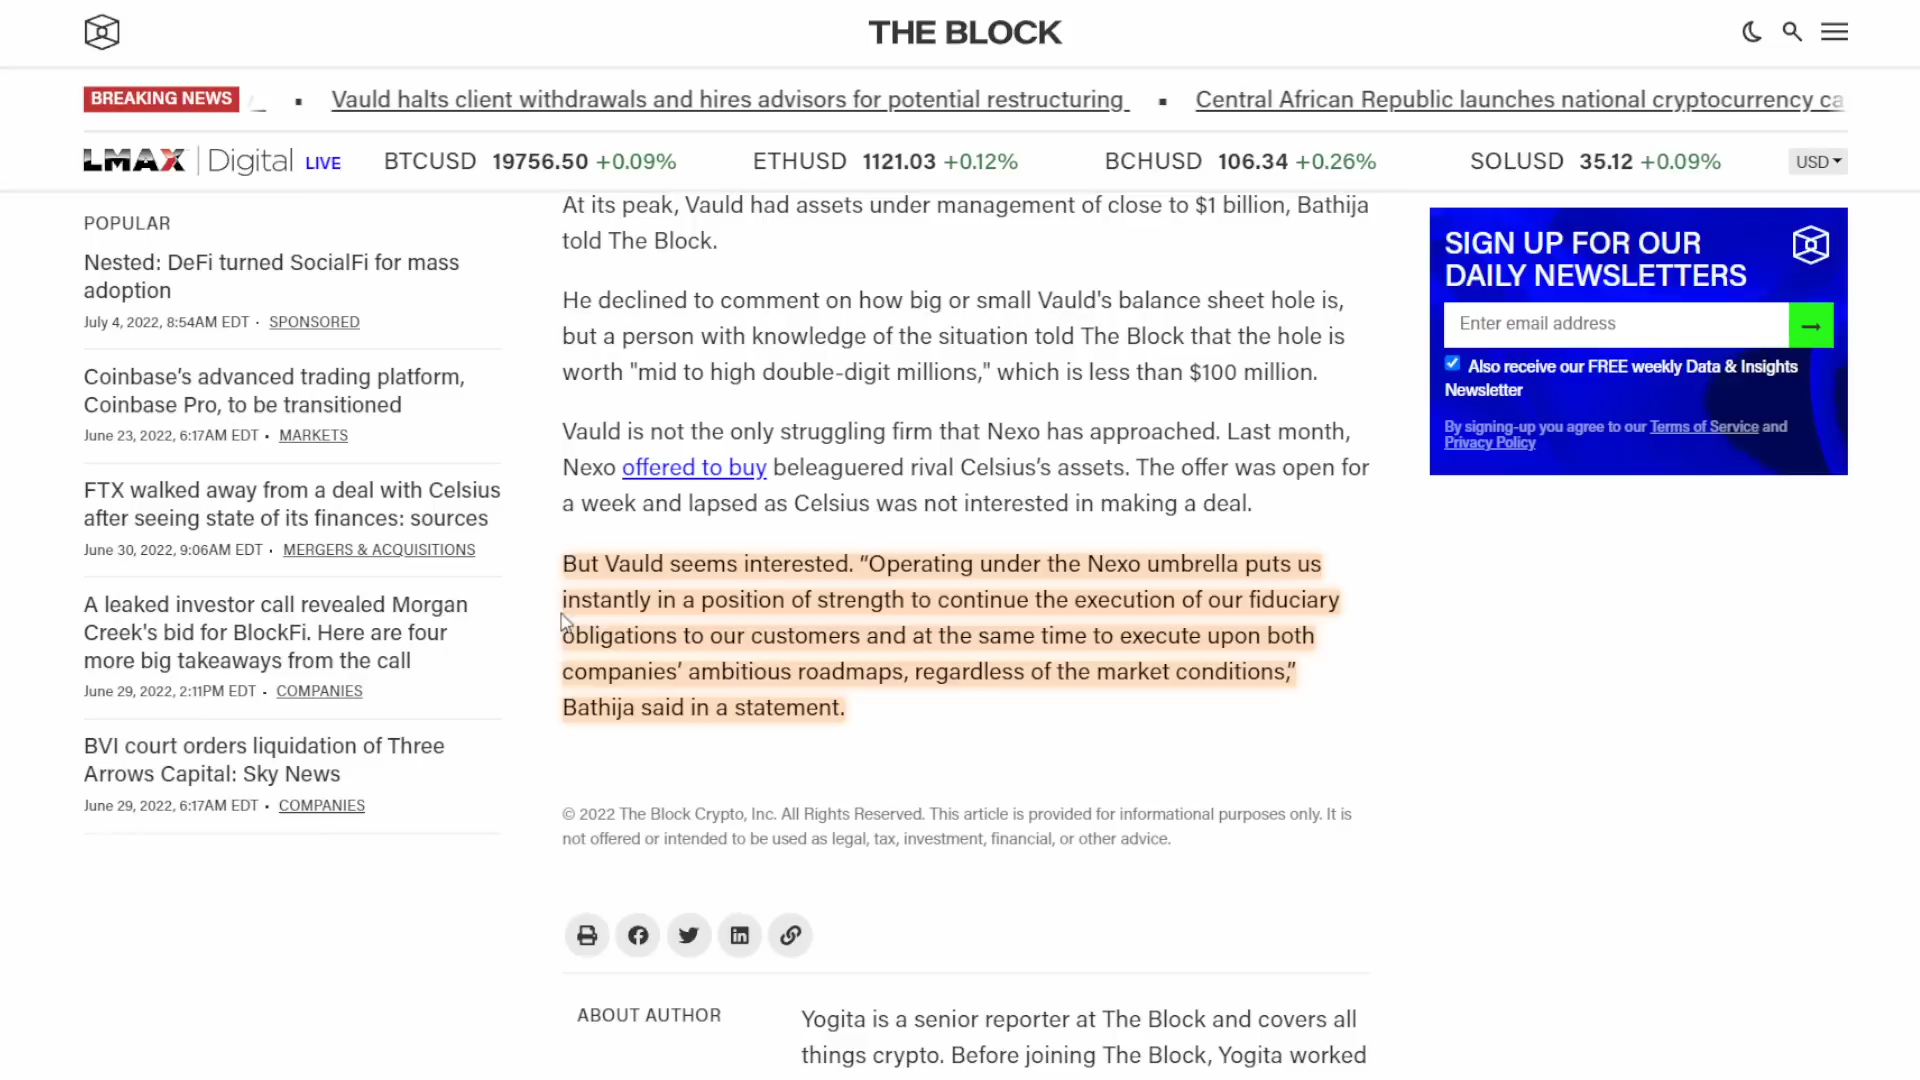 THE BLOCK
BREAKING NEWS
Vauld halts client withdrawals and hires advisors for potential restructuring
Central African Republic launches national cryptocurrency ca
LMAX Digital LIVE
BTCUSD 19756.50 +0.09%
ETHUSD 1121.03 +0.12%
BCHUSD 106.34 +0.26%
SOLUSD 35.12 +0.09%
USD
POPULAR
Nested: DeFi turned SocialFi for mass
adoption
July 4, 2022, 8:54AM EDT · SPONSORED
Coinbase’s advanced trading platform,
Coinbase Pro, to be transitioned
June 23, 2022, 6:17AM EDT · MARKETS
FTX walked away from a deal with Celsius
after seeing state of its finances: sources
June 30, 2022, 9:06AM EDT · MERGERS & ACQUISITIONS
A leaked investor call revealed Morgan
Creek's bid for BlockFi. Here are four
more big takeaways from the call
June 29, 2022, 2:11PM EDT · COMPANIES
BVI court orders liquidation of Three
Arrows Capital: Sky News
June 29, 2022, 6:17AM EDT · COMPANIES
At its peak, Vauld had assets under management of close to $1 billion, Bathija
told The Block.
He declined to comment on how big or small Vauld's balance sheet hole is,
but a person with knowledge of the situation told The Block that the hole is
worth "mid to high double-digit millions," which is less than $100 million.
Vauld is not the only struggling firm that Nexo has approached. Last month,
Nexo offered to buy beleaguered rival Celsius’s assets. The offer was open for
a week and lapsed as Celsius was not interested in making a deal.
But Vauld seems interested. “Operating under the Nexo umbrella puts us
instantly in a position of strength to continue the execution of our fiduciary
obligations to our customers and at the same time to execute upon both
companies’ ambitious roadmaps, regardless of the market conditions,”
Bathija said in a statement.
© 2022 The Block Crypto, Inc. All Rights Reserved. This article is provided for informational purposes only. It is
not offered or intended to be used as legal, tax, investment, financial, or other advice.
ABOUT AUTHOR
Yogita is a senior reporter at The Block and covers all
things crypto. Before joining The Block, Yogita worked
SIGN UP FOR OUR
DAILY NEWSLETTERS
Enter email address
Also receive our FREE weekly Data & Insights
Newsletter
By signing-up you agree to our Terms of Service and
Privacy Policy